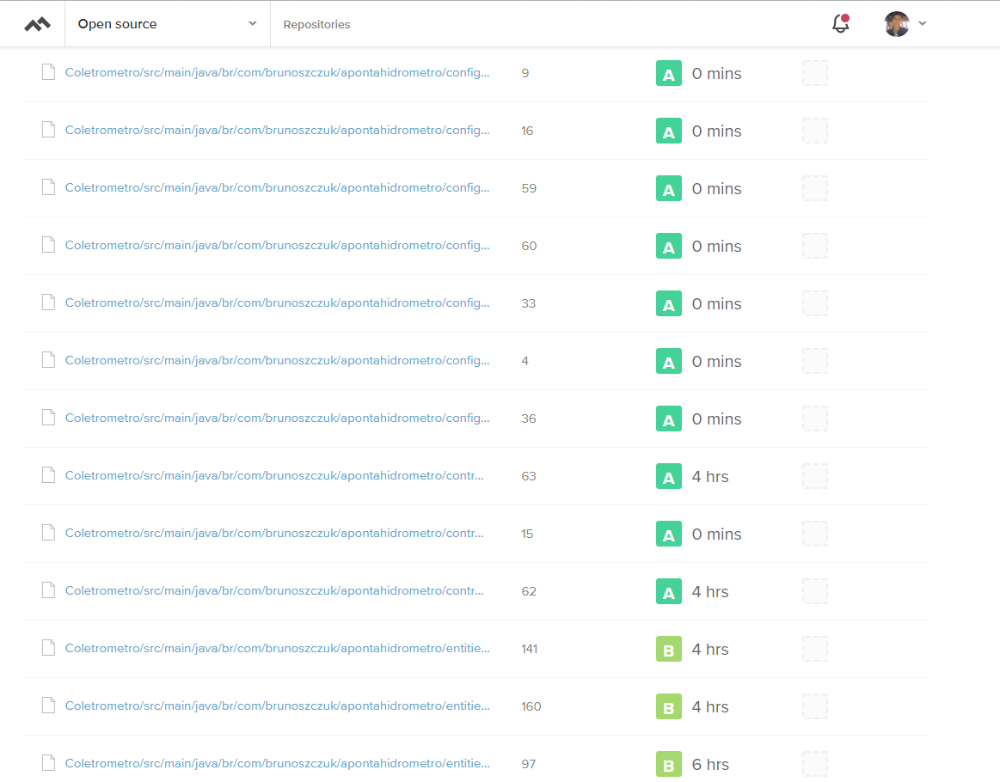 Open source Repositories
Coletrometro/src/main/java/br/com/brunoszczuk/apontahidrometro/config... 9 A 0 mins
Coletrometro/src/main/java/br/com/brunoszczuk/apontahidrometro/config... 16 A 0 mins
Coletrometro/src/main/java/br/com/brunoszczuk/apontahidrometro/config... 59 A 0 mins
Coletrometro/src/main/java/br/com/brunoszczuk/apontahidrometro/config... 60 A 0 mins
Coletrometro/src/main/java/br/com/brunoszczuk/apontahidrometro/config... 33 A 0 mins
Coletrometro/src/main/java/br/com/brunoszczuk/apontahidrometro/config... 4 A 0 mins
Coletrometro/src/main/java/br/com/brunoszczuk/apontahidrometro/config... 36 A 0 mins
Coletrometro/src/main/java/br/com/brunoszczuk/apontahidrometro/contr... 63 A 4 hrs
Coletrometro/src/main/java/br/com/brunoszczuk/apontahidrometro/contr... 15 A 0 mins
Coletrometro/src/main/java/br/com/brunoszczuk/apontahidrometro/contr... 62 A 4 hrs
Coletrometro/src/main/java/br/com/brunoszczuk/apontahidrometro/entitie... 141 B 4 hrs
Coletrometro/src/main/java/br/com/brunoszczuk/apontahidrometro/entitie... 160 B 4 hrs
Coletrometro/src/main/java/br/com/brunoszczuk/apontahidrometro/entitie... 97 B 6 hrs